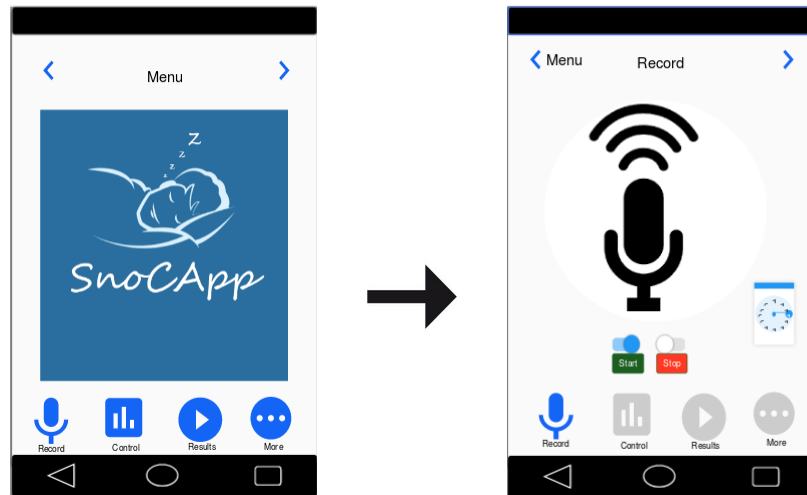 Menu
z
z
z
z
SnoCApp
Record
Control
Results
More
Menu
Record
Start
Stop
Record
Control
Results
More